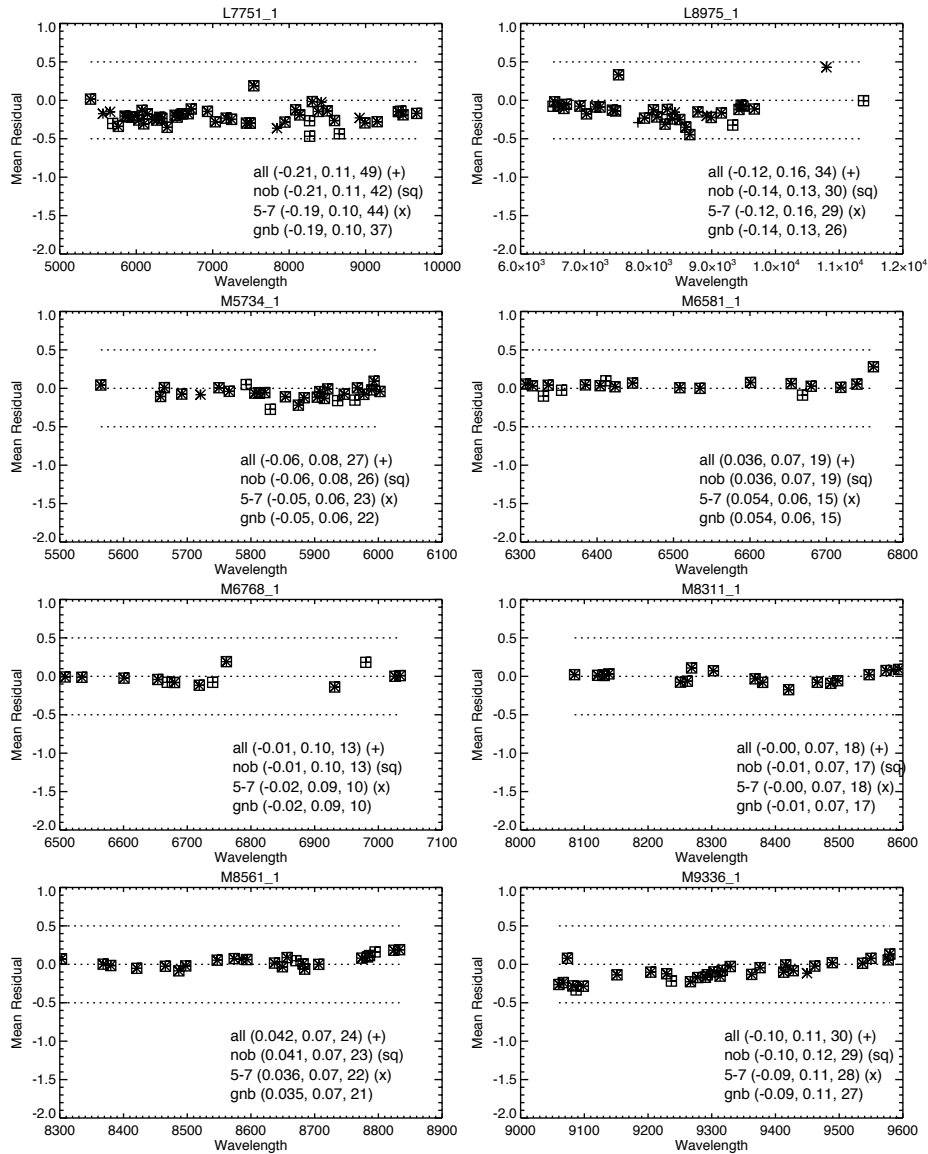 L7751_1
1.0
0.5
0.0
-0.5
-1.0
-1.5
-2.0
Mean Residual
all (-0.21, 0.11, 49) (+)
nob (-0.21, 0.11, 42) (sq)
5-7 (-0.19, 0.10, 44) (x)
gnb (-0.19, 0.10, 37)
5000 6000 7000 8000 9000 10000
Wavelength
L8975_1
1.0
0.5
0.0
-0.5
-1.0
-1.5
-2.0
Mean Residual
all (-0.12, 0.16, 34) (+)
nob (-0.14, 0.13, 30) (sq)
5-7 (-0.12, 0.16, 29) (x)
gnb (-0.14, 0.13, 26)
6.0×10³ 7.0×10³ 8.0×10³ 9.0×10³ 1.0×10⁴ 1.1×10⁴ 1.2×10⁴
Wavelength
M5734_1
1.0
0.5
0.0
-0.5
-1.0
-1.5
-2.0
Mean Residual
all (-0.06, 0.08, 27) (+)
nob (-0.06, 0.08, 26) (sq)
5-7 (-0.05, 0.06, 23) (x)
gnb (-0.05, 0.06, 22)
5500 5600 5700 5800 5900 6000 6100
Wavelength
M6581_1
1.0
0.5
0.0
-0.5
-1.0
-1.5
-2.0
Mean Residual
all (0.036, 0.07, 19) (+)
nob (0.036, 0.07, 19) (sq)
5-7 (0.054, 0.06, 15) (x)
gnb (0.054, 0.06, 15)
6300 6400 6500 6600 6700 6800
Wavelength
M6768_1
1.0
0.5
0.0
-0.5
-1.0
-1.5
-2.0
Mean Residual
all (-0.01, 0.10, 13) (+)
nob (-0.01, 0.10, 13) (sq)
5-7 (-0.02, 0.09, 10) (x)
gnb (-0.02, 0.09, 10)
6500 6600 6700 6800 6900 7000 7100
Wavelength
M8311_1
1.0
0.5
0.0
-0.5
-1.0
-1.5
-2.0
Mean Residual
all (-0.00, 0.07, 18) (+)
nob (-0.01, 0.07, 17) (sq)
5-7 (-0.00, 0.07, 18) (x)
gnb (-0.01, 0.07, 17)
8000 8100 8200 8300 8400 8500 8600
Wavelength
M8561_1
1.0
0.5
0.0
-0.5
-1.0
-1.5
-2.0
Mean Residual
all (0.042, 0.07, 24) (+)
nob (0.041, 0.07, 23) (sq)
5-7 (0.036, 0.07, 22) (x)
gnb (0.035, 0.07, 21)
8300 8400 8500 8600 8700 8800 8900
Wavelength
M9336_1
1.0
0.5
0.0
-0.5
-1.0
-1.5
-2.0
Mean Residual
all (-0.10, 0.11, 30) (+)
nob (-0.10, 0.12, 29) (sq)
5-7 (-0.09, 0.11, 28) (x)
gnb (-0.09, 0.11, 27)
9000 9100 9200 9300 9400 9500 9600
Wavelength